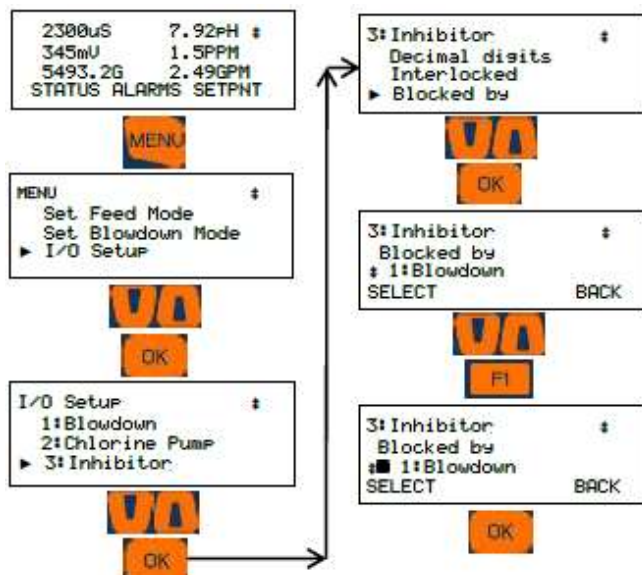 2300uS 7.92pH
345mV 1.5PPM
5493.2G 2.49GPM
STATUS ALARMS SETPNT
MENU
MENU
Set Feed Mode
Set Blowdown Mode
► I/O Setup
OK
I/O Setup
1:Blowdown
2:Chlorine Pump
► 3:Inhibitor
OK
3:Inhibitor
Decimal digits
Interlocked
► Blocked by
OK
3:Inhibitor
Blocked by
1:Blowdown
SELECT BACK
F1
3:Inhibitor
Blocked by
1:Blowdown
SELECT BACK
OK